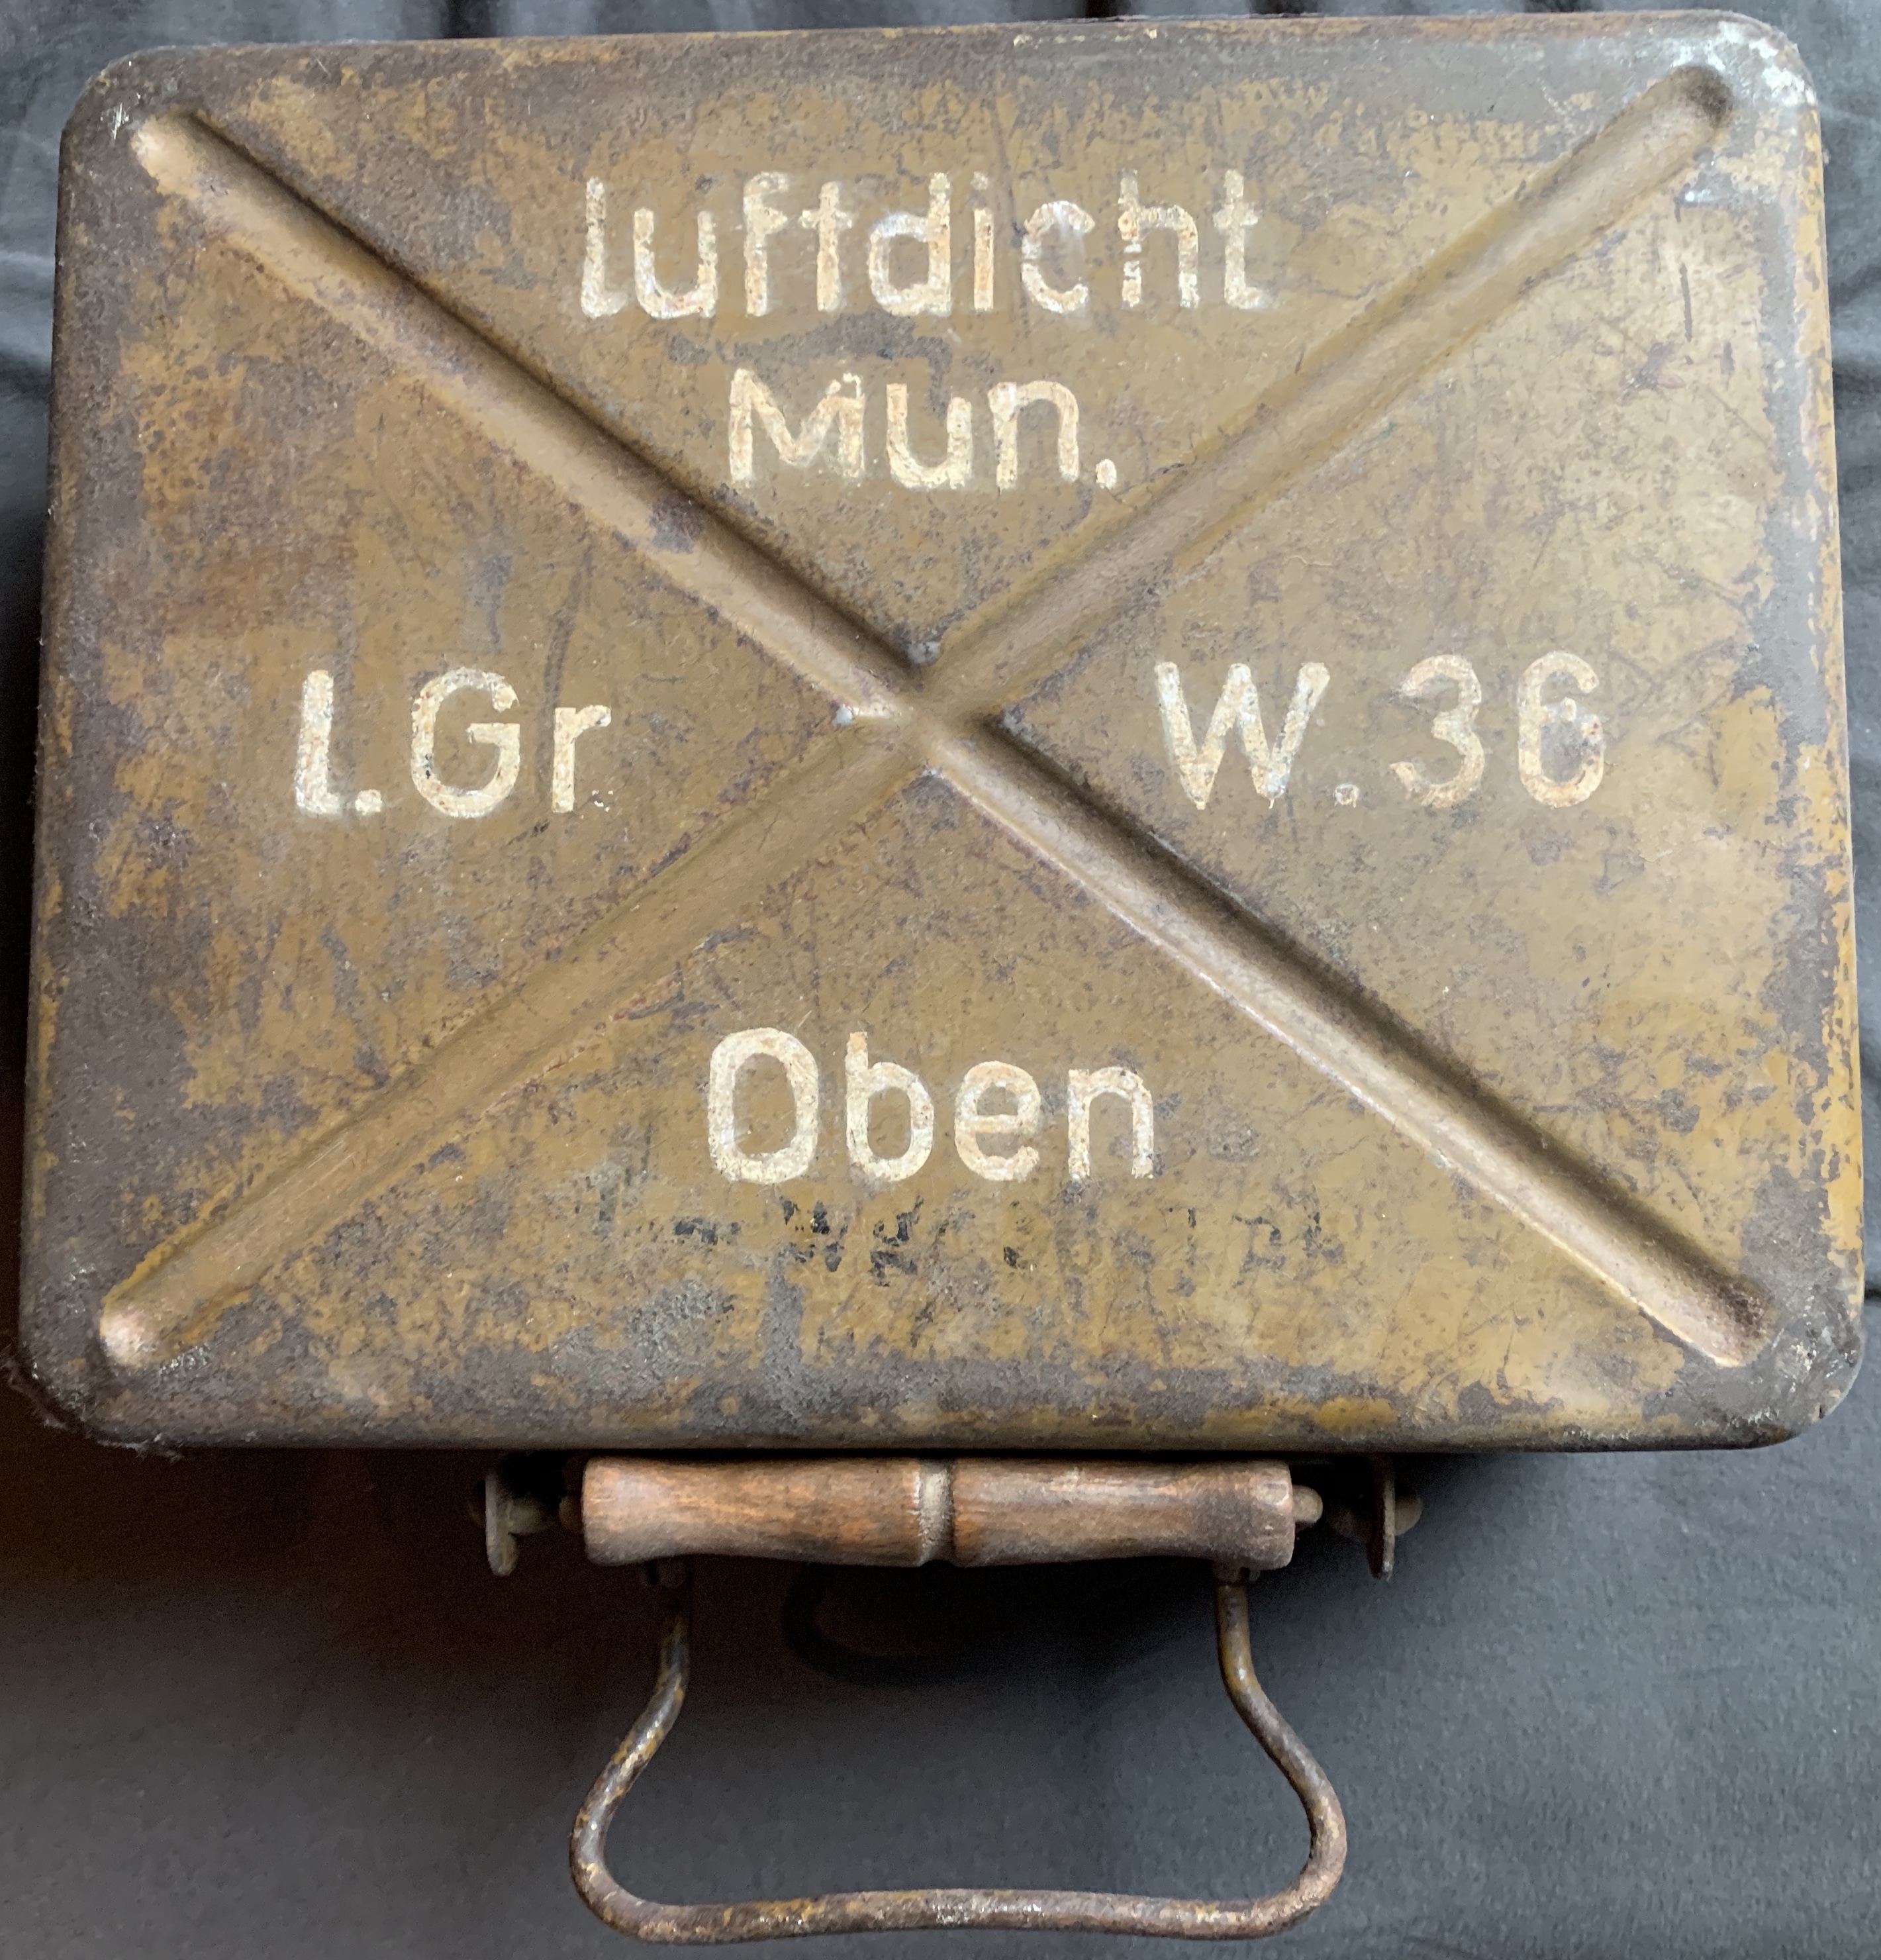 luftdicht
Mun.
l.Gr W.36
Oben